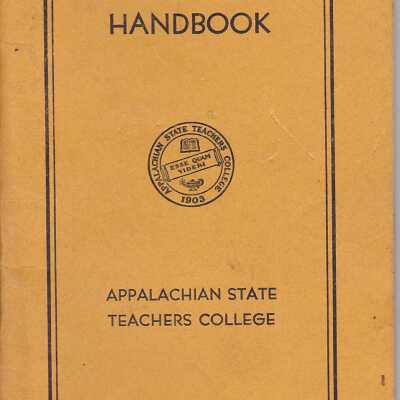 HANDBOOK
APPALACHIAN STATE TEACHERS COLLEGE
ESSE QUAM
VIDERI
1903
APPALACHIAN STATE
TEACHERS COLLEGE